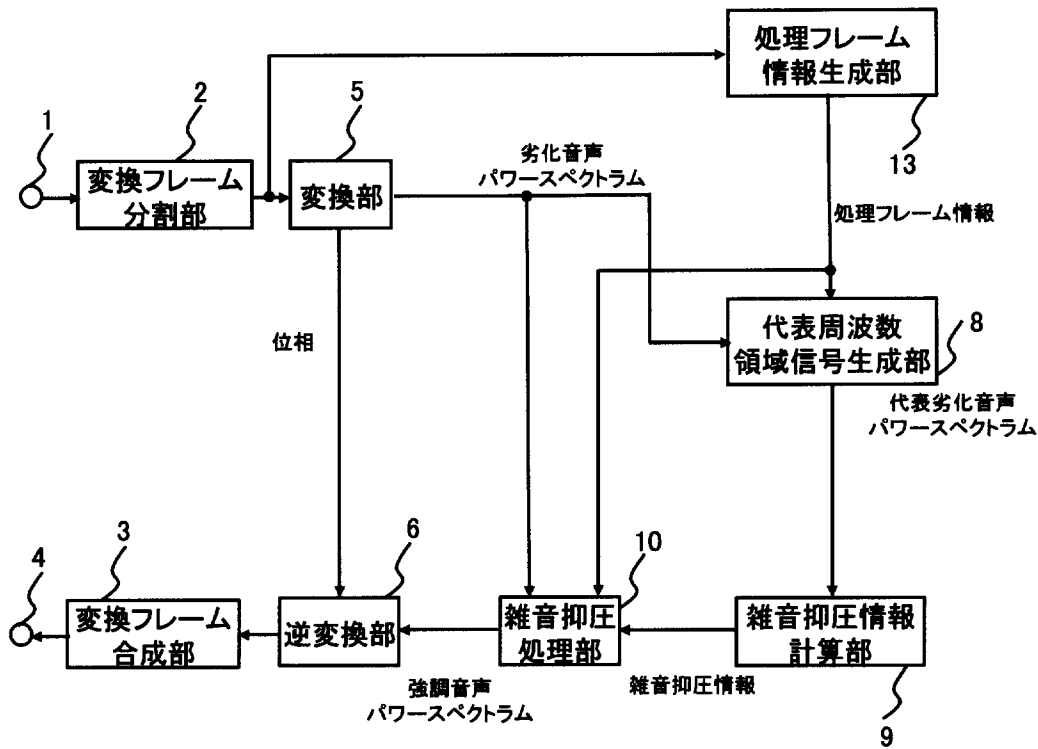 処理フレーム
情報生成部
13
1
2
変換フレーム
分割部
5
変換部
劣化音声
パワースペクトラム
処理フレーム情報
位相
代表周波数
領域信号生成部
8
代表劣化音声
パワースペクトラム
4
3
変換フレーム
合成部
6
逆変換部
10
雑音抑圧
処理部
雑音抑圧情報
計算部
9
強調音声
パワースペクトラム
雑音抑圧情報